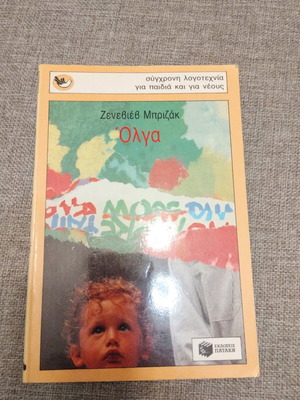 σύγχρονη λογοτεχνία
για παιδιά και για νέους
Ζενεβιέβ Μπριζάκ
Όλγα
ΕΚΔΟΣΕΙΣ
ΠΑΤΑΚΗ